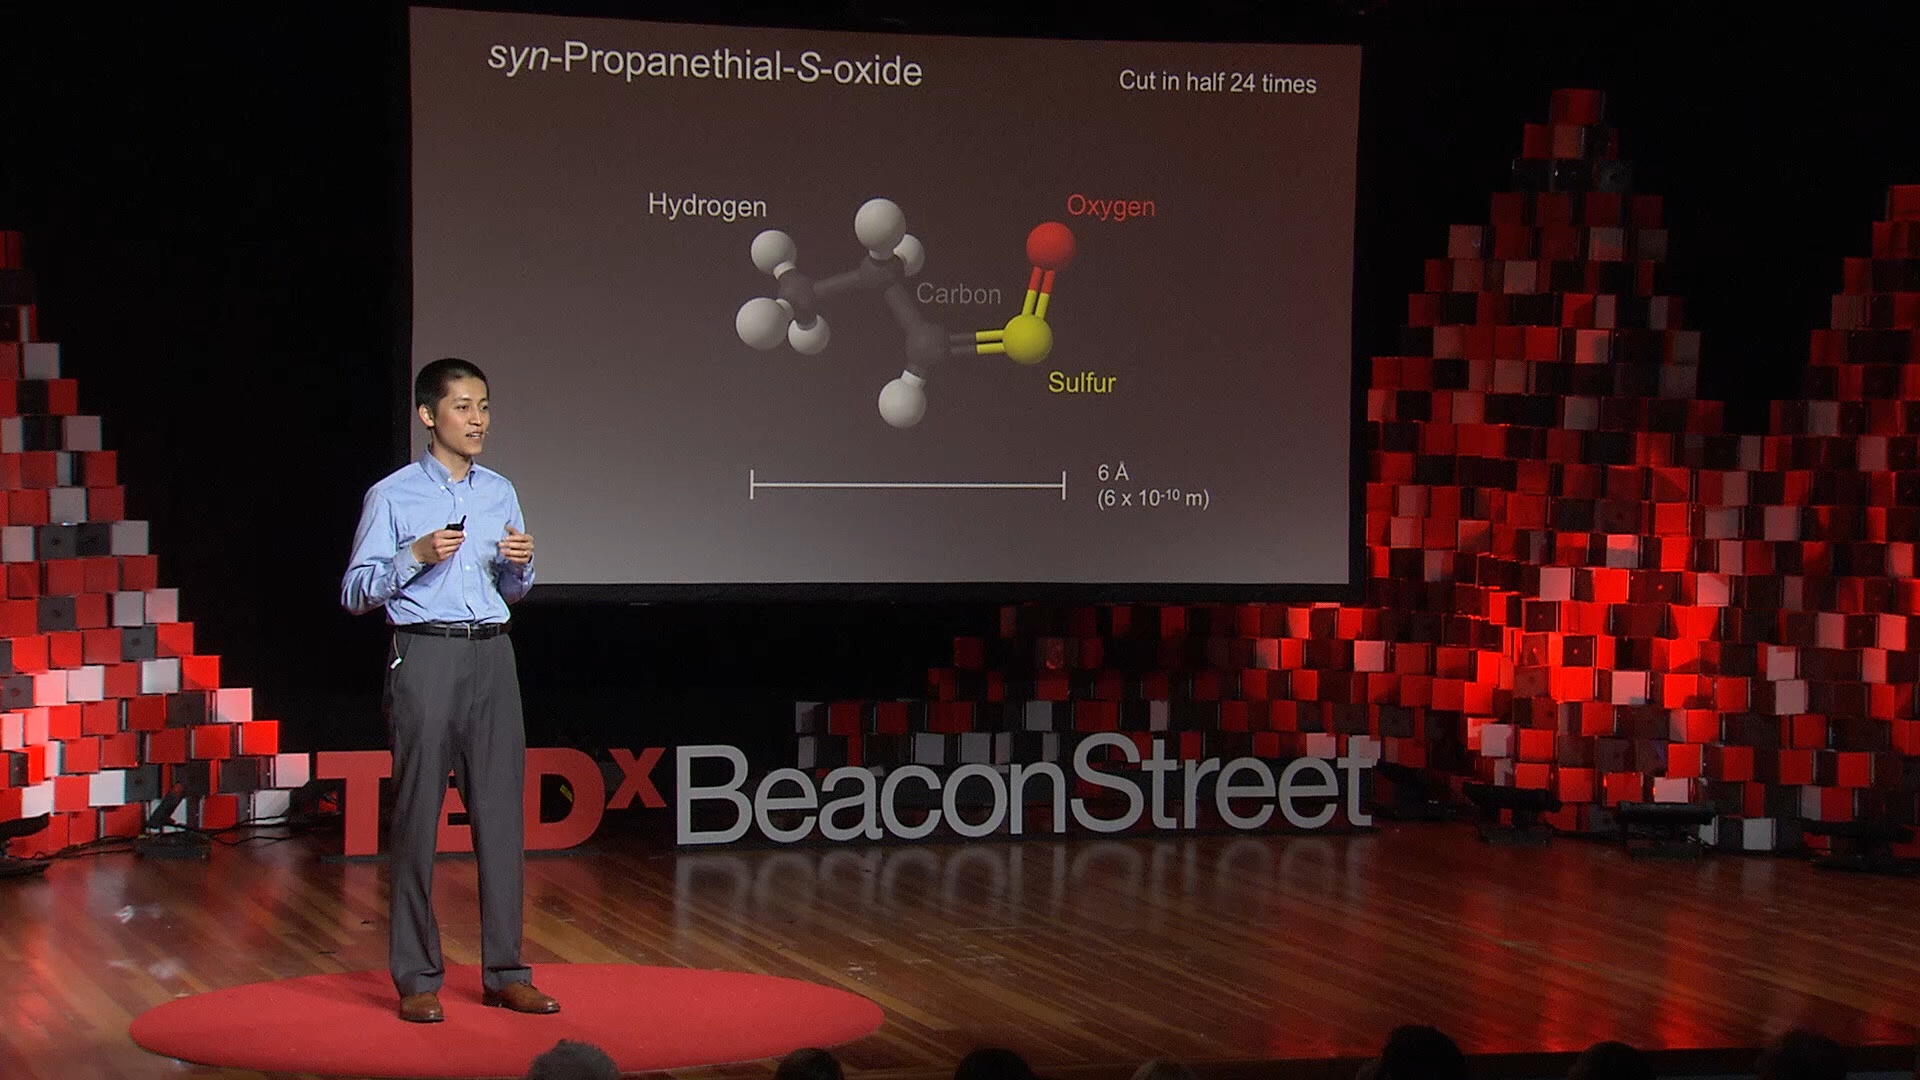 syn-Propanethial-S-oxide
Cut in half 24 times
Hydrogen
Oxygen
Carbon
Sulfur
6 Å
(6 x 10⁻¹⁰ m)
TEDxBeaconStreet